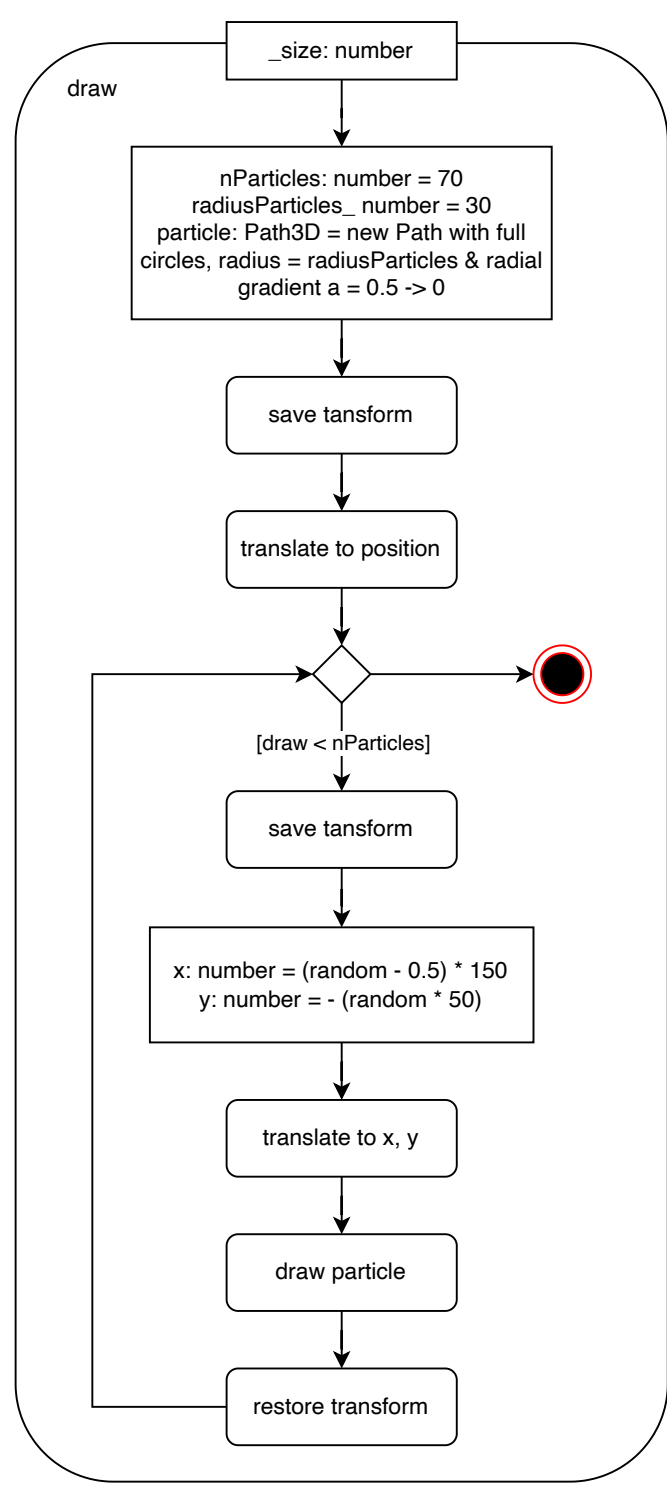 _size: number
draw
nParticles: number = 70
radiusParticles_ number = 30
particle: Path3D = new Path with full
circles, radius = radiusParticles & radial
gradient a = 0.5 -> 0
save tansform
translate to position
[draw < nParticles]
save tansform
x: number = (random - 0.5) * 150
y: number = - (random * 50)
translate to x, y
draw particle
restore transform